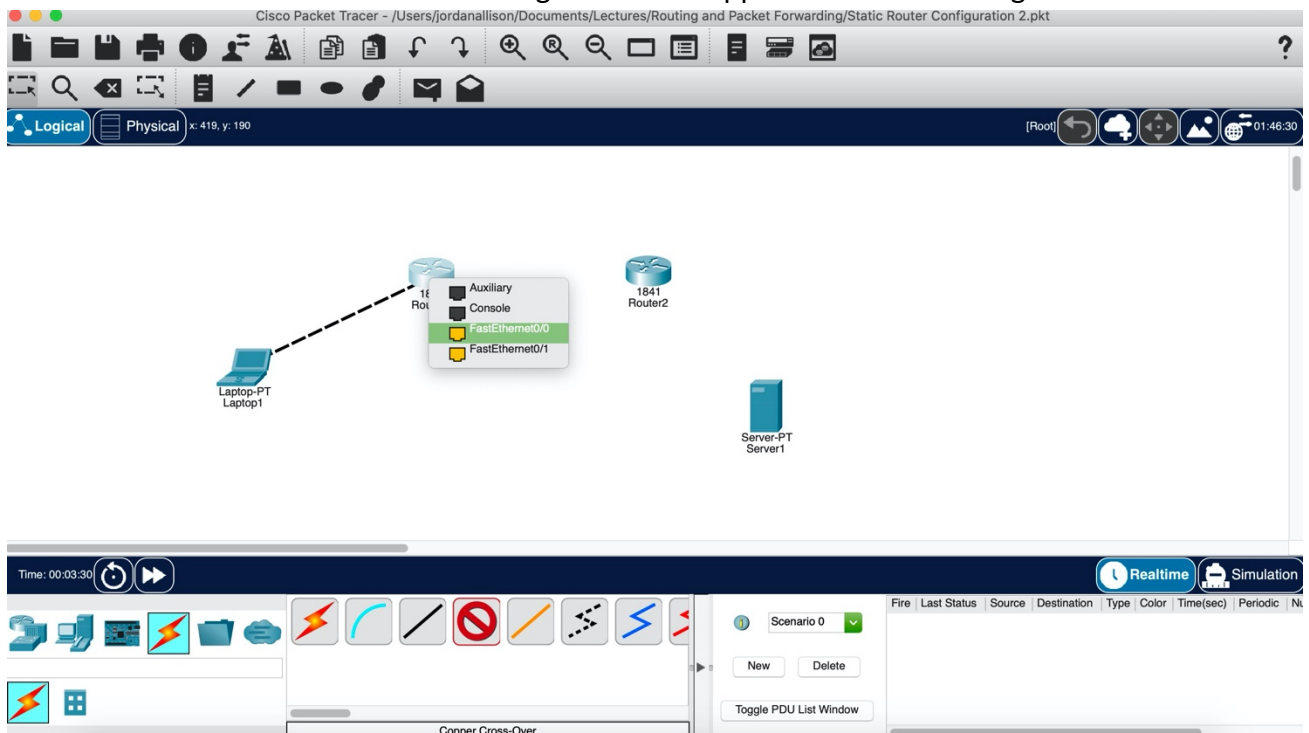 Cisco Packet Tracer - /Users/jordanallison/Documents/Lectures/Routing and Packet Forwarding/Static Router Configuration 2.pkt
?
Logical
Physical
x: 419, y: 190
[Root]
01:46:30
Auxiliary
Console
FastEthernet0/0
FastEthernet0/1
1841
Router2
Laptop-PT
Laptop1
Server-PT
Server1
Time: 00:03:30
Realtime
Simulation
Scenario 0
Fire Last Status Source Destination Type Color Time(sec) Periodic
New
Delete
Toggle PDU List Window
Copper Cross-Over